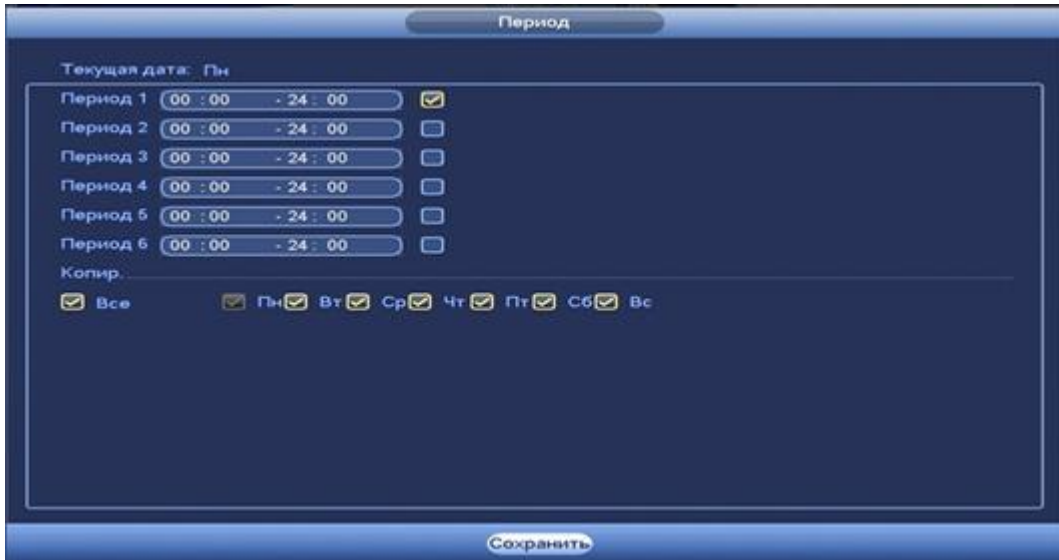 Период
Текущая дата: Пн
Период 1 00 : 00 - 24 : 00
Период 2 00 : 00 - 24 : 00
Период 3 00 : 00 - 24 : 00
Период 4 00 : 00 - 24 : 00
Период 5 00 : 00 - 24 : 00
Период 6 00 : 00 - 24 : 00
Копир.
Все Пн Вт Ср Чт Пт Сб Вс
Сохранить